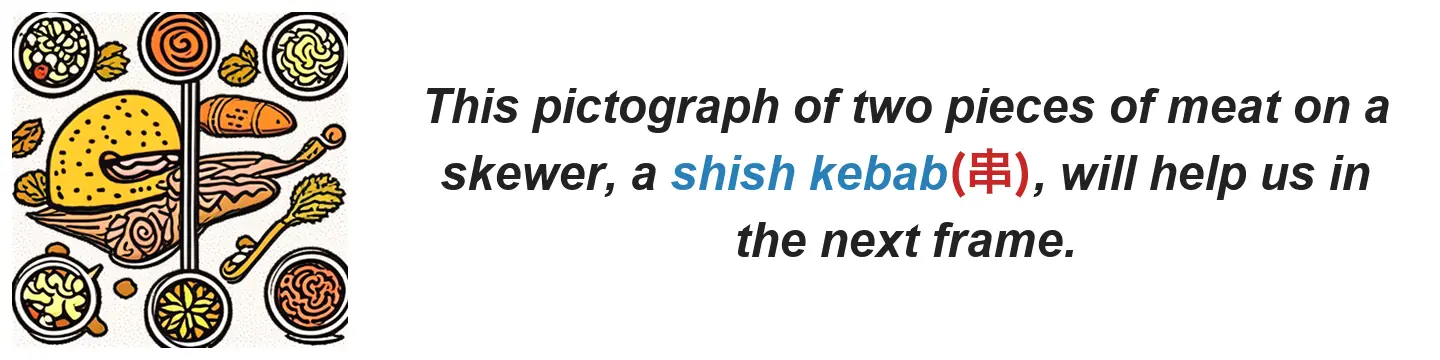 This pictograph of two pieces of meat on a
skewer, a shish kebab(串), will help us in
the next frame.